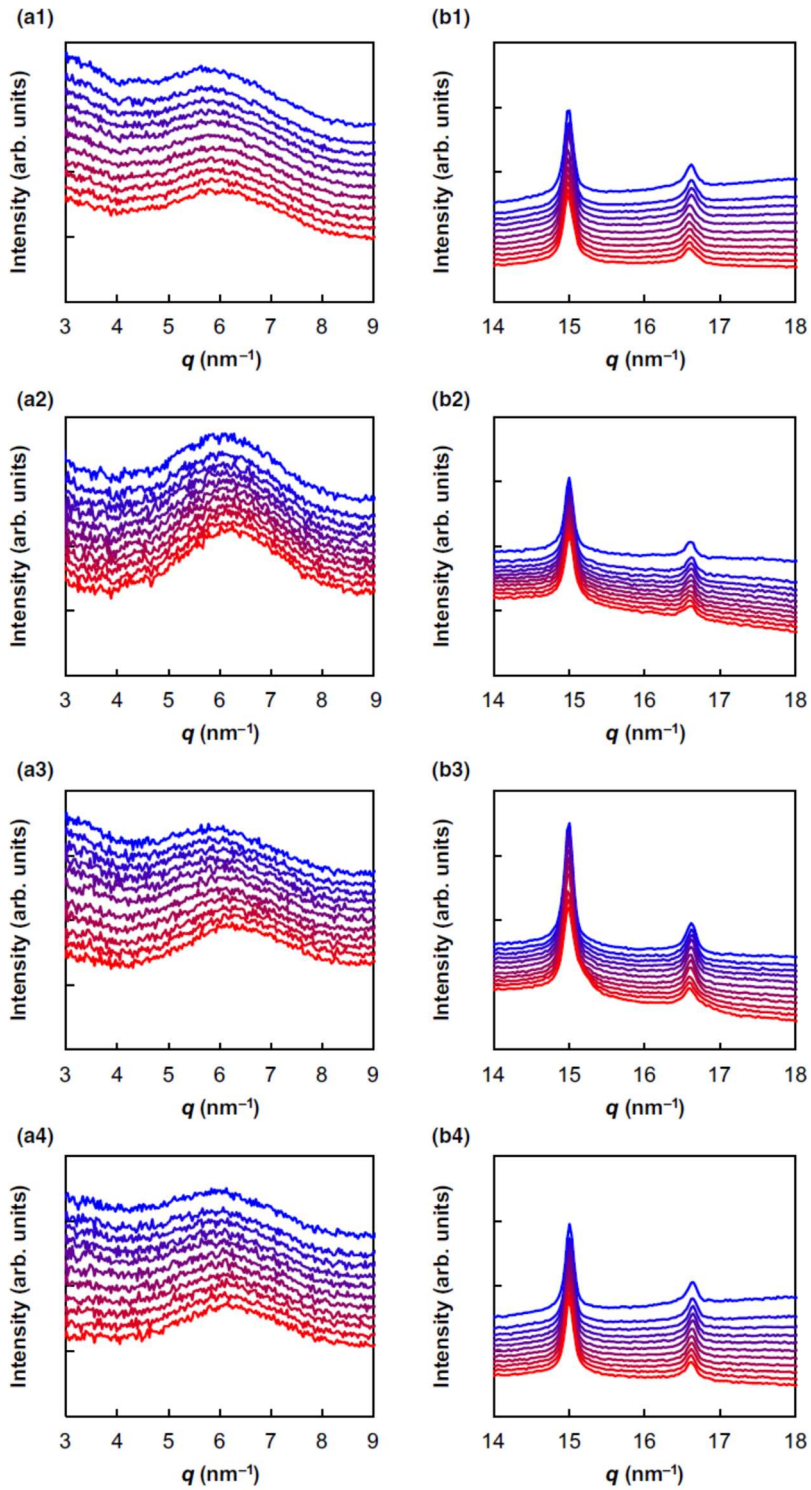 (a1)
Intensity (arb. units)
3 4 5 6 7 8 9
q (nm⁻¹)
(b1)
Intensity (arb. units)
14 15 16 17 18
q (nm⁻¹)
(a2)
Intensity (arb. units)
3 4 5 6 7 8 9
q (nm⁻¹)
(b2)
Intensity (arb. units)
14 15 16 17 18
q (nm⁻¹)
(a3)
Intensity (arb. units)
3 4 5 6 7 8 9
q (nm⁻¹)
(b3)
Intensity (arb. units)
14 15 16 17 18
q (nm⁻¹)
(a4)
Intensity (arb. units)
3 4 5 6 7 8 9
q (nm⁻¹)
(b4)
Intensity (arb. units)
14 15 16 17 18
q (nm⁻¹)